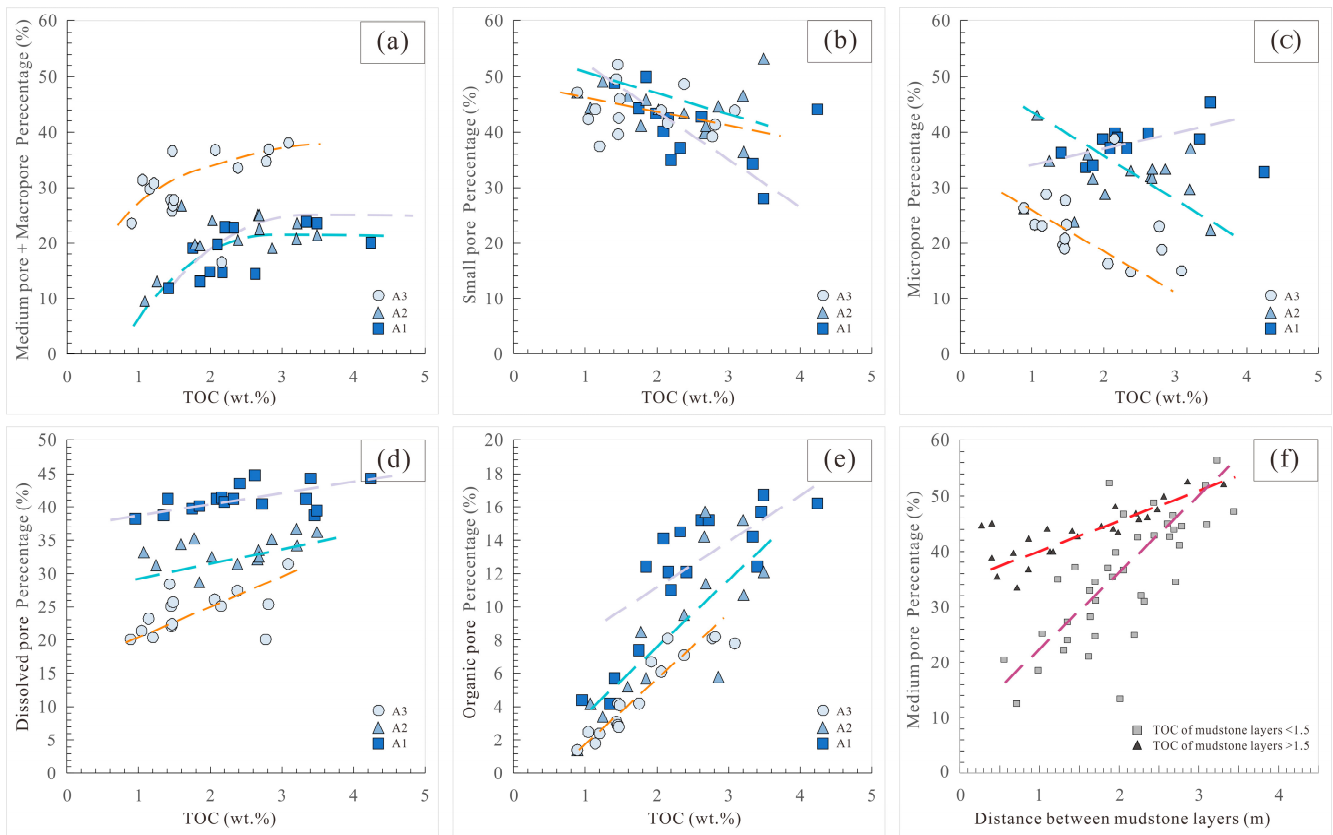 (a)
Medium pore + Macropore Perecentage (%)
60
50
40
30
20
10
0
A3
A2
A1
0 1 2 3 4 5
TOC (wt.%)
(b)
Small pore Perecentage (%)
60
50
40
30
20
10
0
A3
A2
A1
0 1 2 3 4 5
TOC (wt.%)
(c)
Micropore Perecentage (%)
60
50
40
30
20
10
0
A3
A2
A1
0 1 2 3 4 5
TOC (wt.%)
(d)
Dissolved pore Perecentage (%)
50
45
40
35
30
25
20
15
10
5
0
A3
A2
A1
0 1 2 3 4 5
TOC (wt.%)
(e)
Organic pore Perecentage (%)
20
18
16
14
12
10
8
6
4
2
0
A3
A2
A1
0 1 2 3 4 5
TOC (wt.%)
(f)
Medium pore Perecentage (%)
60
50
40
30
20
10
0
TOC of mudstone layers <1.5
TOC of mudstone layers >1.5
0 1 2 3 4
Distance between mudstone layers (m)